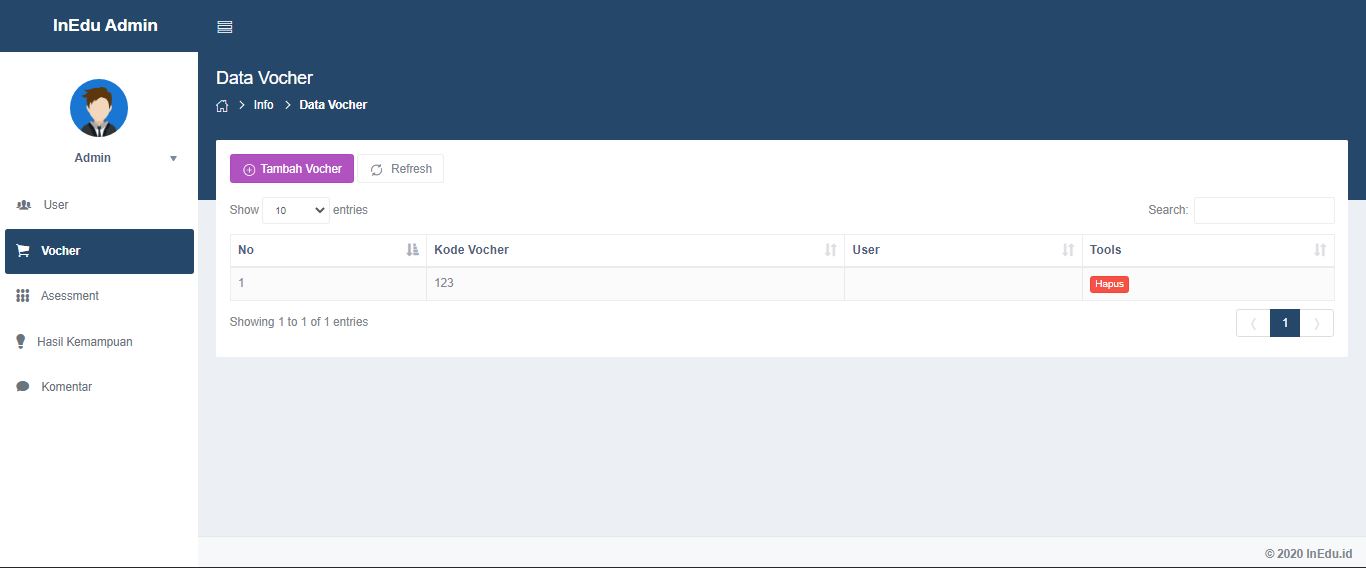 InEdu Admin
Data Vocher
Info
Data Vocher
Admin
User
Vocher
Asessment
Hasil Kemampuan
Komentar
Tambah Vocher
Refresh
Show 10 entries
Search:
No Kode Vocher User Tools
1 123 Hapus
Showing 1 to 1 of 1 entries
1
© 2020 InEdu.id